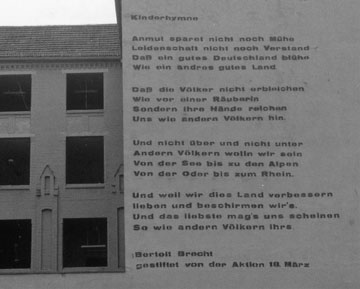 Kinderhymne
Anmut sparet nicht noch Mühe
Leidenschaft nicht noch Verstand
Daß ein gutes Deutschland blühe
Wie ein andres gutes Land.
Daß die Völker nicht erbleichen
Wie vor einer Räuberin
Sondern ihre Hände reichen
Uns wie andern Völkern hin.
Und nicht über und nicht unter
Andern Völkern wolln wir sein
Von der See bis zu den Alpen
Von der Oder bis zum Rhein.
Und weil wir dies Land verbessern
lieben und beschirmen wir's.
Und das liebste mag's uns scheinen
So wie andern Völkern ihrs.
Bertolt Brecht
gestiftet von der Aktion 18. März